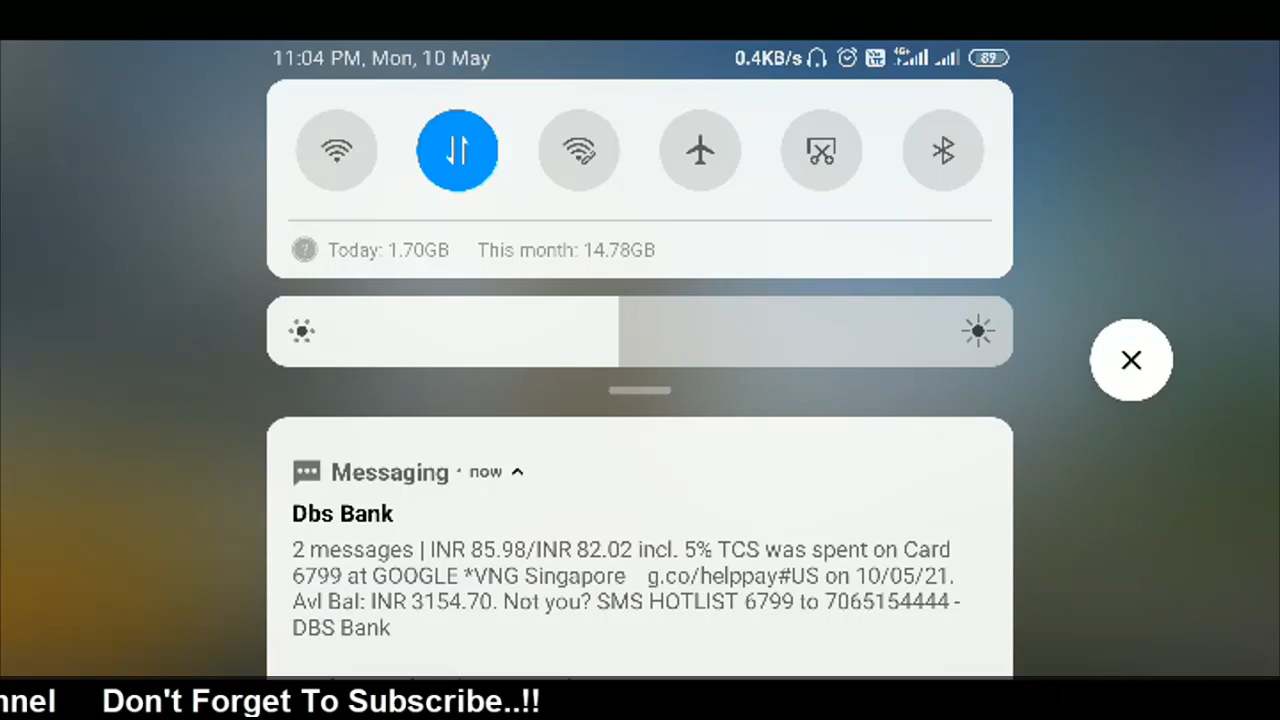 11:04 PM, Mon, 10 May 0.4KB/s 4G+ 89
Today: 1.70GB This month: 14.78GB
Messaging · now
Dbs Bank
2 messages | INR 85.98/INR 82.02 incl. 5% TCS was spent on Card
6799 at GOOGLE *VNG Singapore g.co/helppay#US on 10/05/21.
Avl Bal: INR 3154.70. Not you? SMS HOTLIST 6799 to 7065154444 -
DBS Bank
nnel Don't Forget To Subscribe..!!